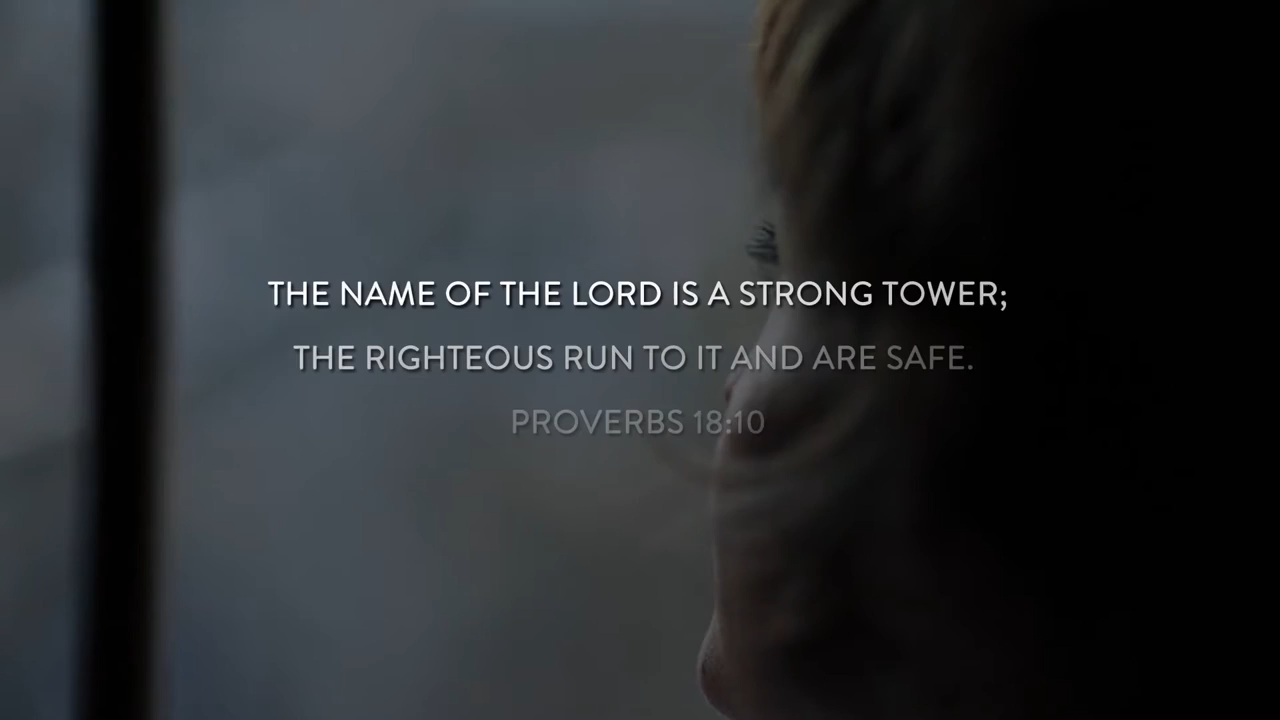 THE NAME OF THE LORD IS A STRONG TOWER;
THE RIGHTEOUS RUN TO IT AND ARE SAFE.
PROVERBS 18:10